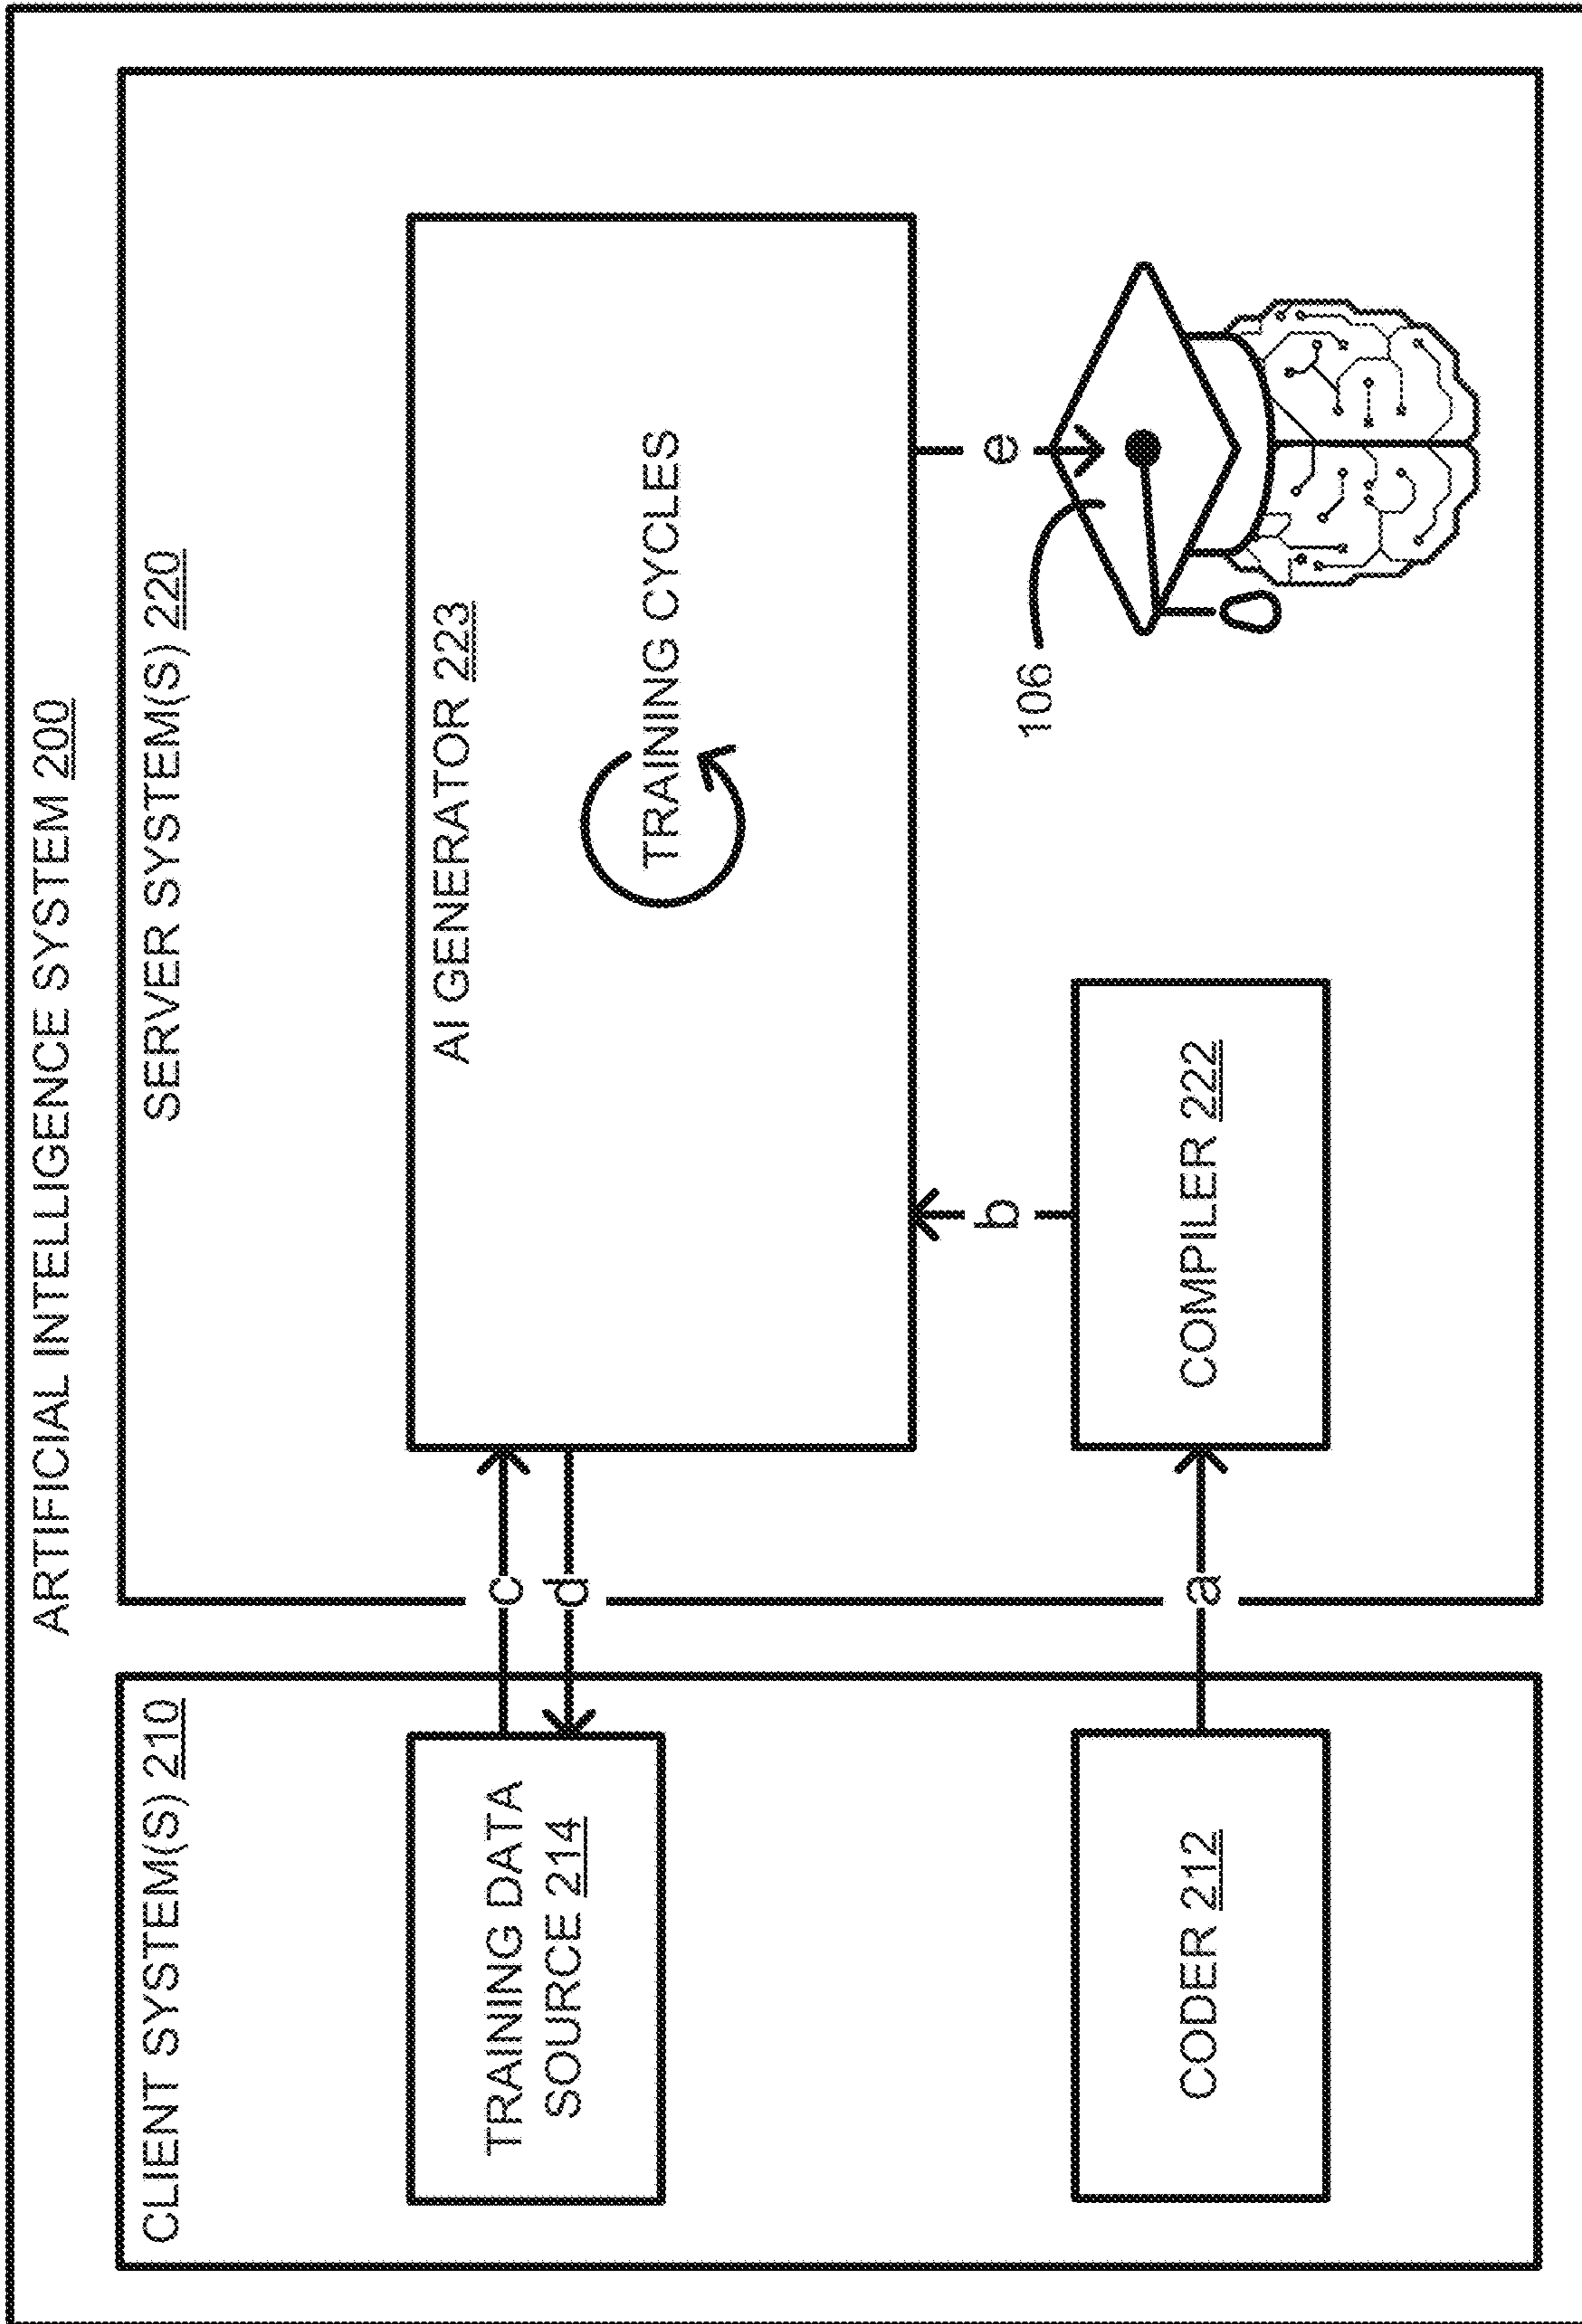 ARTIFICIAL INTELLIGENCE SYSTEM 200
CLIENT SYSTEM(S) 210
TRAINING DATA
SOURCE 214
CODER 212
c
d
a
SERVER SYSTEM(S) 220
AI GENERATOR 223
TRAINING CYCLES
b
COMPILER 222
e
106